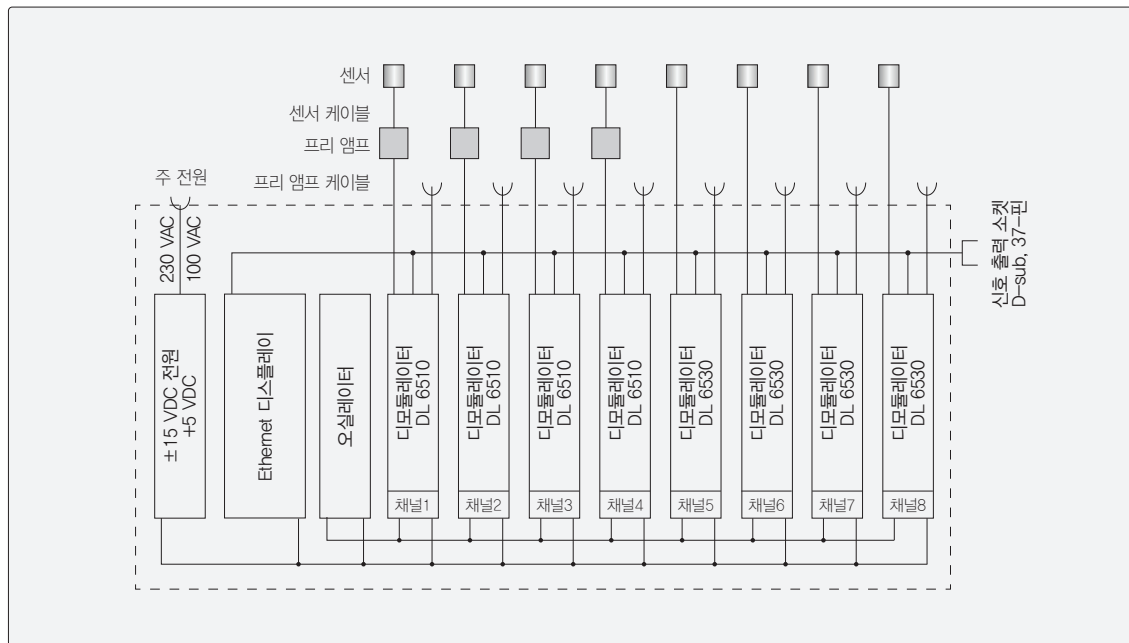 센서
센서 케이블
프리 앰프
프리 앰프 케이블
주 전원
230 VAC
100 VAC
신호 출력 소켓
D-sub, 37-핀
±15 VDC 전원
+5 VDC
Ethernet 디스플레이
오실레이터
디모듈레이터
DL 6510
채널1
디모듈레이터
DL 6510
채널2
디모듈레이터
DL 6510
채널3
디모듈레이터
DL 6510
채널4
디모듈레이터
DL 6530
채널5
디모듈레이터
DL 6530
채널6
디모듈레이터
DL 6530
채널7
디모듈레이터
DL 6530
채널8